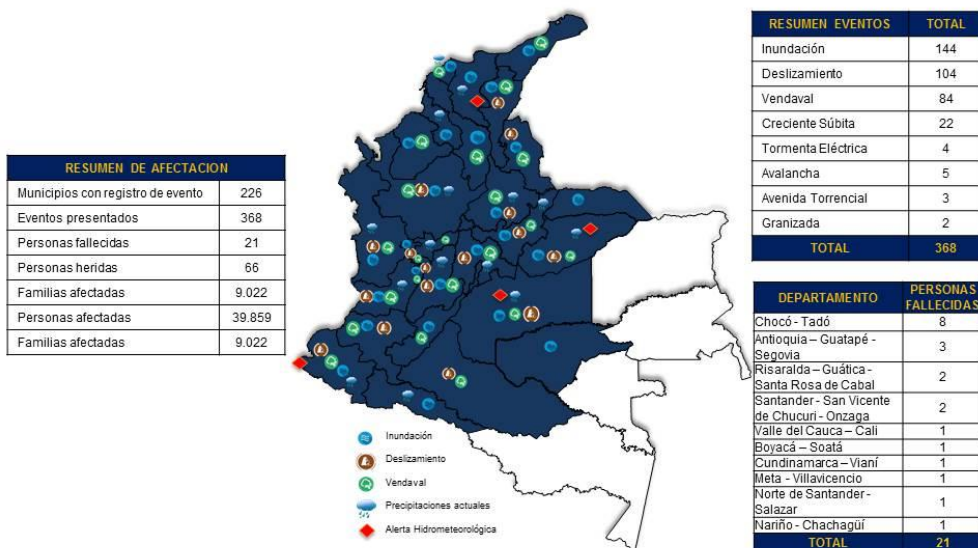 RESUMEN DE AFECTACION
Municipios con registro de evento 226
Eventos presentados 368
Personas fallecidas 21
Personas heridas 66
Familias afectadas 9.022
Personas afectadas 39.859
Familias afectadas 9.022
Inundación
Deslizamiento
Vendaval
Precipitaciones actuales
Alerta Hidrometeorológica
RESUMEN EVENTOS TOTAL
Inundación 144
Deslizamiento 104
Vendaval 84
Creciente Súbita 22
Tormenta Eléctrica 4
Avalancha 5
Avenida Torrencial 3
Granizada 2
TOTAL 368
DEPARTAMENTO PERSONAS
FALLECIDAS
Chocó - Tadó 8
Antioquia – Guatapé -
Segovia 3
Risaralda – Guática -
Santa Rosa de Cabal 2
Santander - San Vicente
de Chucuri - Onzaga 2
Valle del Cauca – Cali 1
Boyacá – Soatá 1
Cundinamarca – Vianí 1
Meta - Villavicencio 1
Norte de Santander -
Salazar 1
Nariño - Chachagüí 1
TOTAL 21